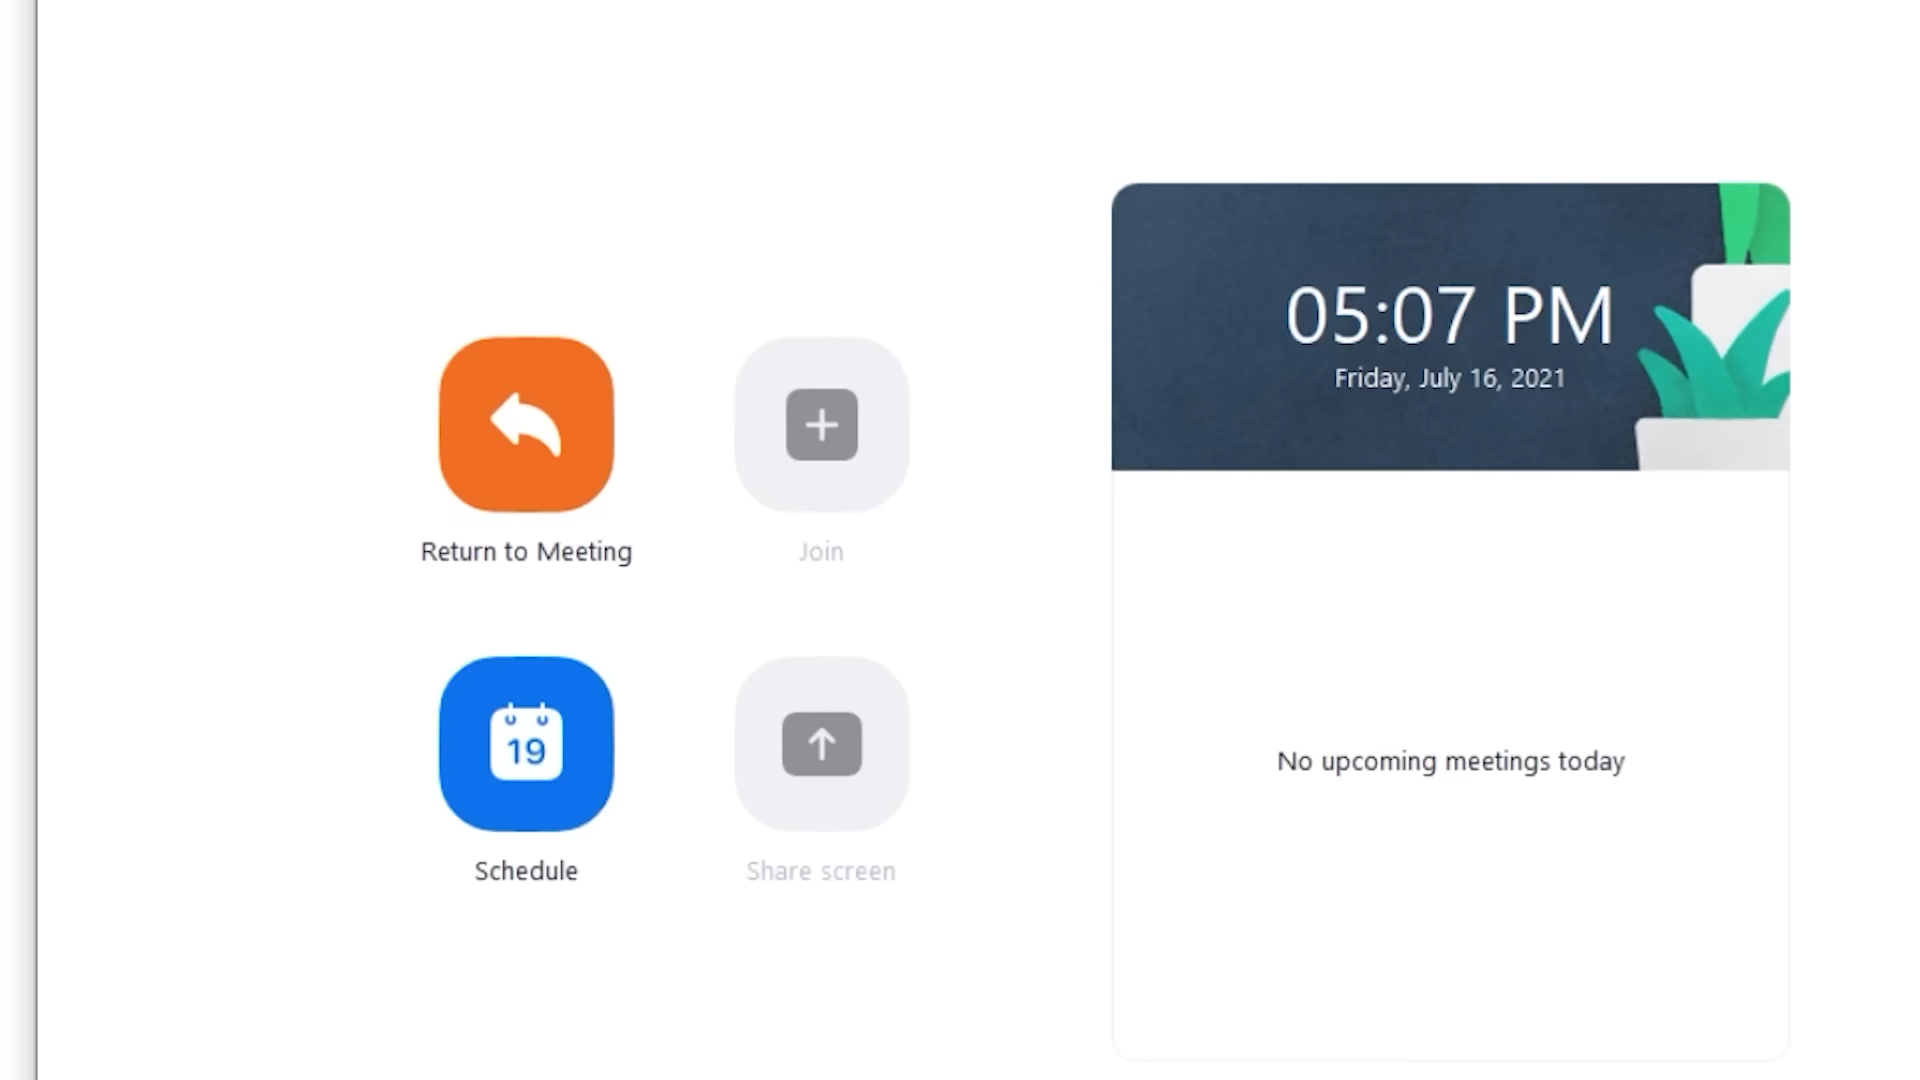 05:07 PM
Friday, July 16, 2021
Return to Meeting
Join
19
Schedule
Share screen
No upcoming meetings today